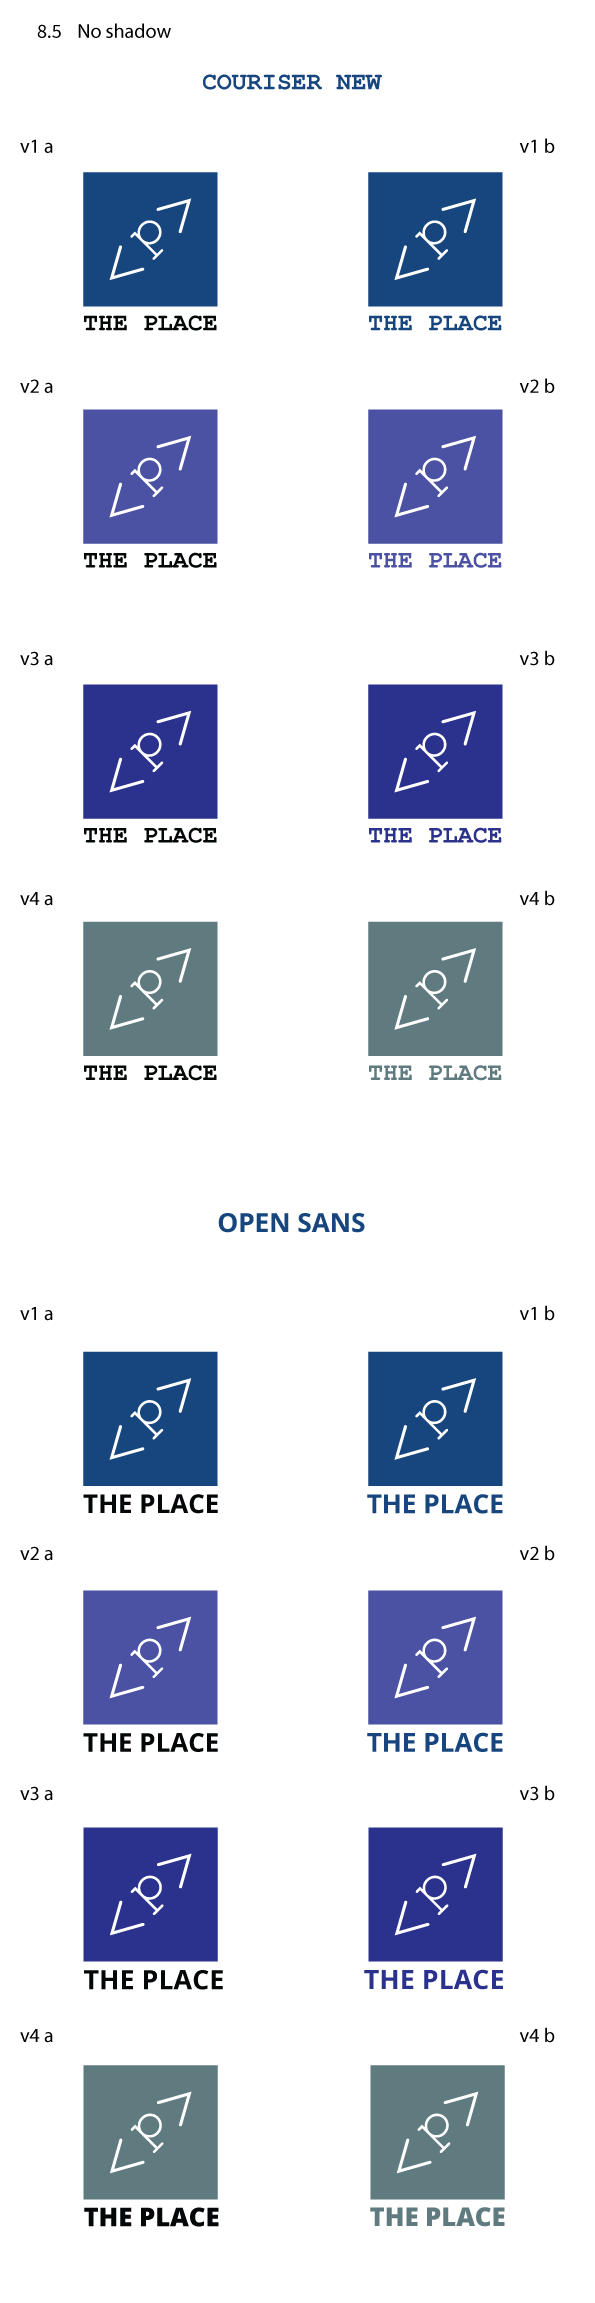 8.5 No shadow
COURISER NEW
v1 a
v1 b
<p>
<p>
THE PLACE
THE PLACE
v2 a
v2 b
<p>
<p>
THE PLACE
THE PLACE
v3 a
v3 b
<p>
<p>
THE PLACE
THE PLACE
v4 a
v4 b
<p>
<p>
THE PLACE
THE PLACE
OPEN SANS
v1 a
v1 b
<p>
<p>
THE PLACE
THE PLACE
v2 a
v2 b
<p>
<p>
THE PLACE
THE PLACE
v3 a
v3 b
<p>
<p>
THE PLACE
THE PLACE
v4 a
v4 b
<p>
<p>
THE PLACE
THE PLACE